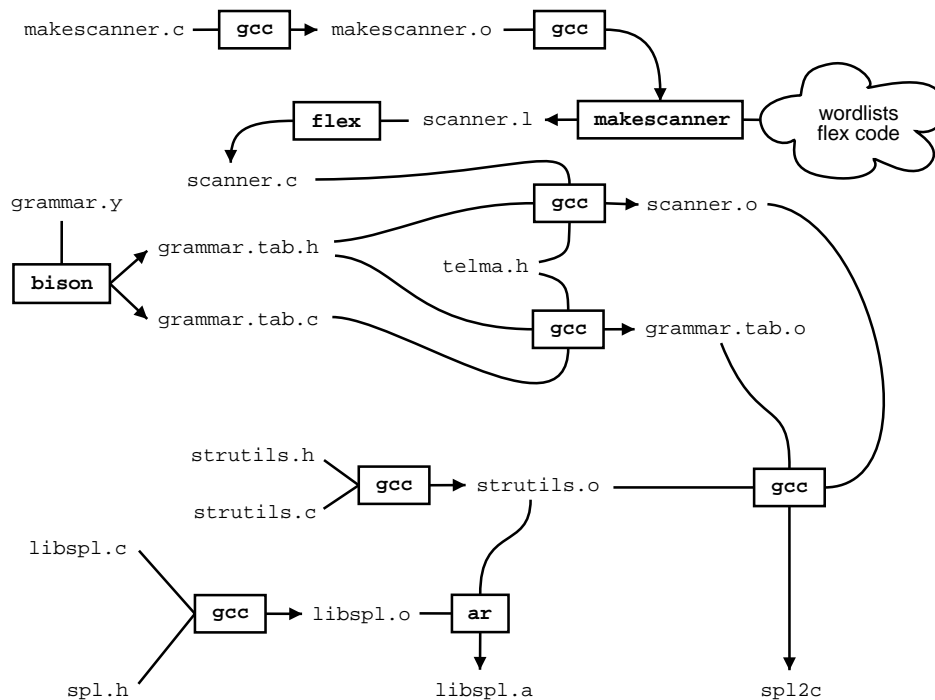 makescanner.c
gcc
makescanner.o
gcc
flex
scanner.l
makescanner
wordlists
flex code
scanner.c
grammar.y
gcc
scanner.o
grammar.tab.h
telma.h
bison
grammar.tab.c
gcc
grammar.tab.o
strutils.h
gcc
strutils.o
gcc
strutils.c
libspl.c
gcc
libspl.o
ar
spl.h
libspl.a
spl2c